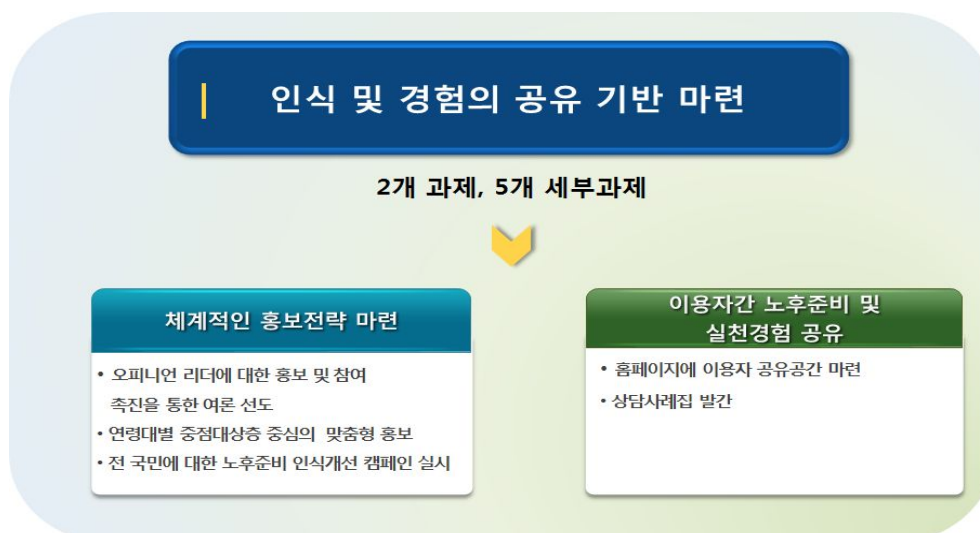 인식 및 경험의 공유 기반 마련
2개 과제, 5개 세부과제
체계적인 홍보전략 마련
• 오피니언 리더에 대한 홍보 및 참여
촉진을 통한 여론 선도
• 연령대별 중점대상층 중심의 맞춤형 홍보
• 전 국민에 대한 노후준비 인식개선 캠페인 실시
이용자간 노후준비 및
실천경험 공유
• 홈페이지에 이용자 공유공간 마련
• 상담사례집 발간